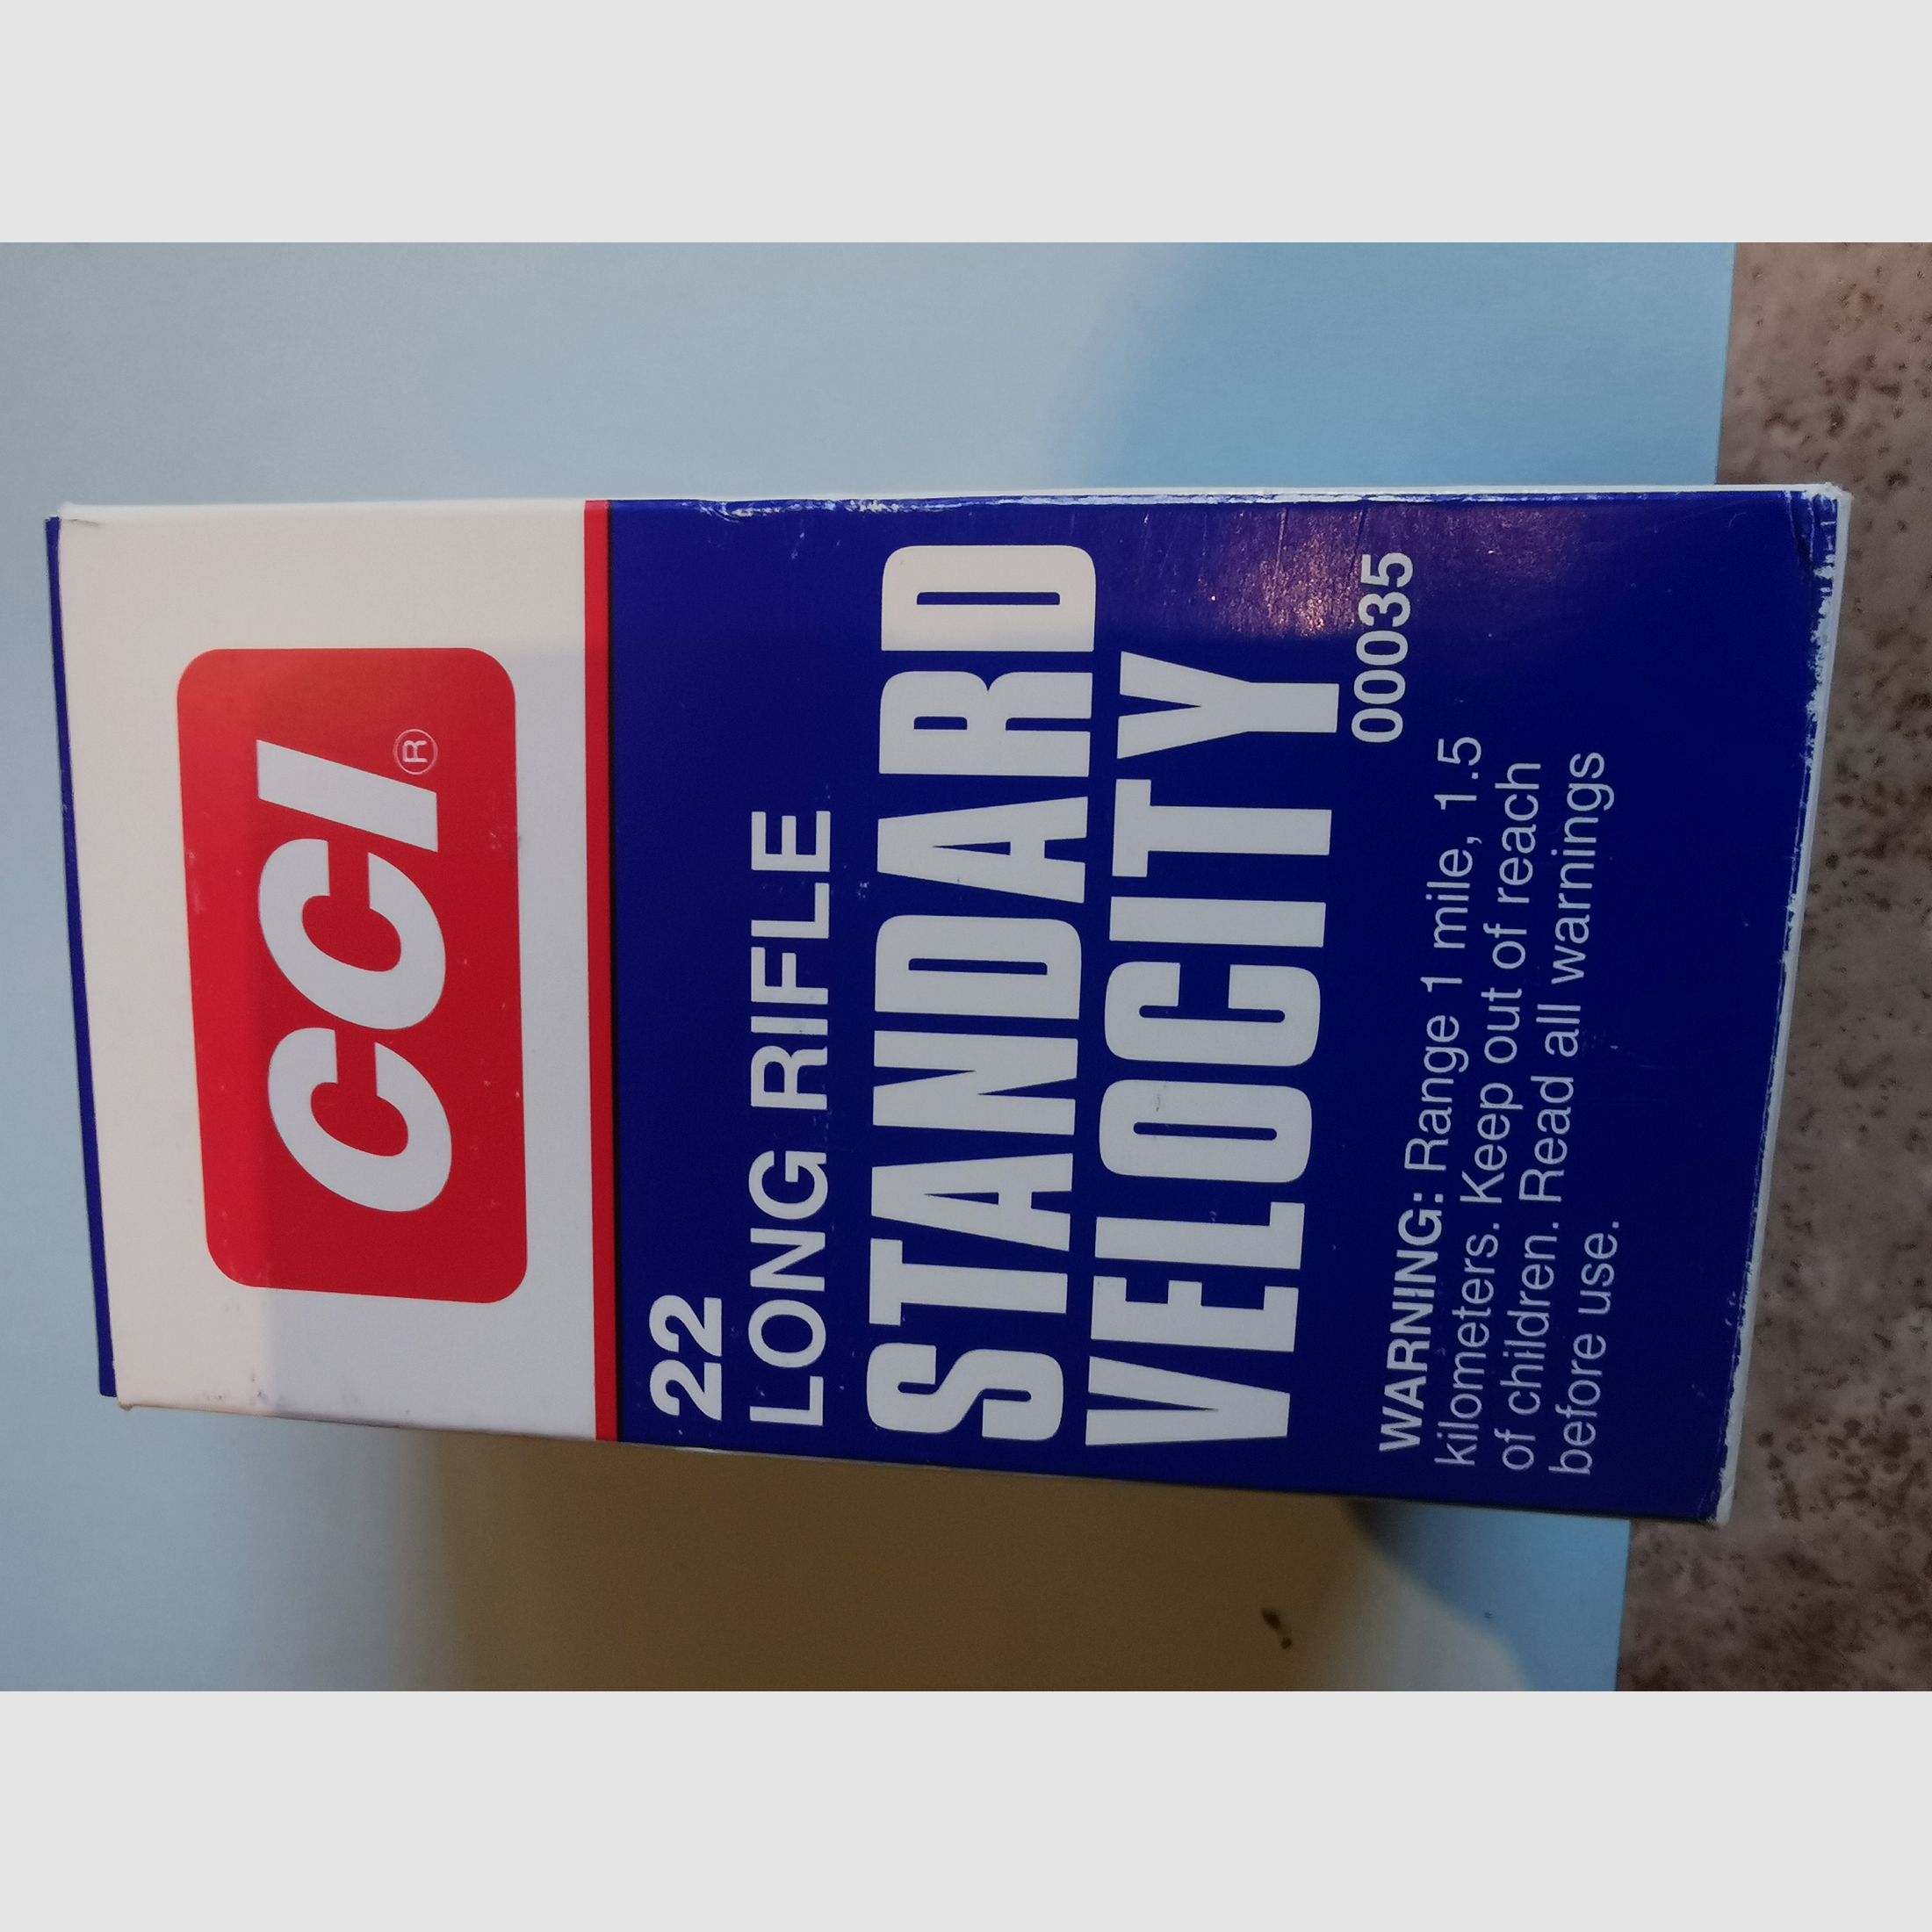 CCI®
22
LONG RIFLE
STANDARD
VELOCITY
00035
WARNING: Range 1 mile, 1.5
kilometers. Keep out of reach
of children. Read all warnings
before use.